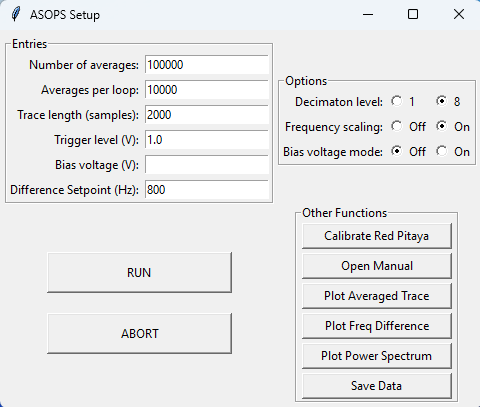 ASOPS Setup
Entries
Number of averages: 100000
Averages per loop: 10000
Trace length (samples): 2000
Trigger level (V): 1.0
Bias voltage (V):
Difference Setpoint (Hz): 800
Options
Decimaton level: 1 8
Frequency scaling: Off On
Bias voltage mode: Off On
RUN
ABORT
Other Functions
Calibrate Red Pitaya
Open Manual
Plot Averaged Trace
Plot Freq Difference
Plot Power Spectrum
Save Data